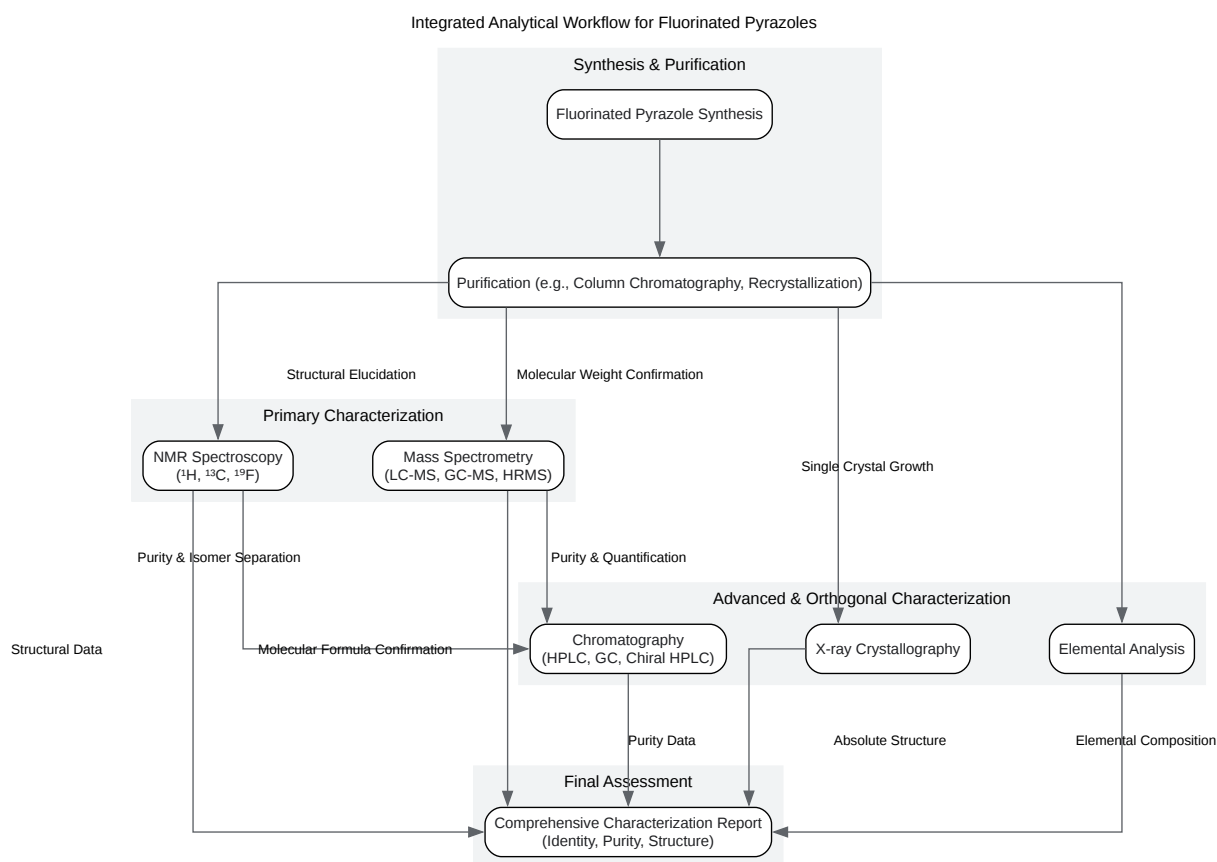 Integrated Analytical Workflow for Fluorinated Pyrazoles
Synthesis & Purification
Fluorinated Pyrazole Synthesis
Purification (e.g., Column Chromatography, Recrystallization)
Structural Elucidation
Molecular Weight Confirmation
Primary Characterization
NMR Spectroscopy
(¹H, ¹³C, ¹⁹F)
Mass Spectrometry
(LC-MS, GC-MS, HRMS)
Single Crystal Growth
Purity & Isomer Separation
Purity & Quantification
Advanced & Orthogonal Characterization
Structural Data
Molecular Formula Confirmation
Chromatography
(HPLC, GC, Chiral HPLC)
X-ray Crystallography
Elemental Analysis
Purity Data
Absolute Structure
Elemental Composition
Final Assessment
Comprehensive Characterization Report
(Identity, Purity, Structure)